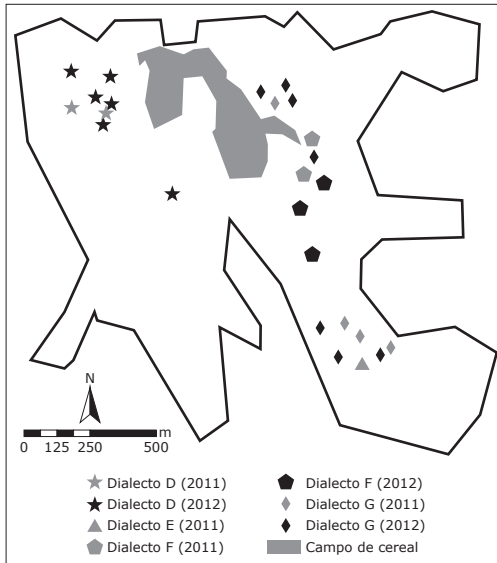 N
m
0 125 250 500
Dialecto D (2011)
Dialecto D (2012)
Dialecto E (2011)
Dialecto F (2011)
Dialecto F (2012)
Dialecto G (2011)
Dialecto G (2012)
Campo de cereal